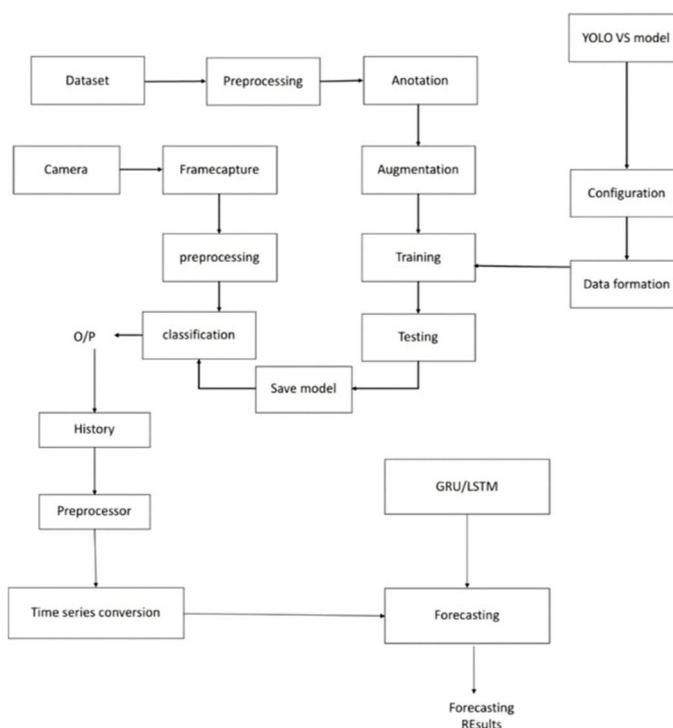 YOLO VS model
Dataset
Preprocessing
Anotation
Camera
Framecapture
Augmentation
Configuration
preprocessing
Training
Data formation
O/P
classification
Testing
Save model
History
GRU/LSTM
Preprocessor
Time series conversion
Forecasting
Forecasting
REsults